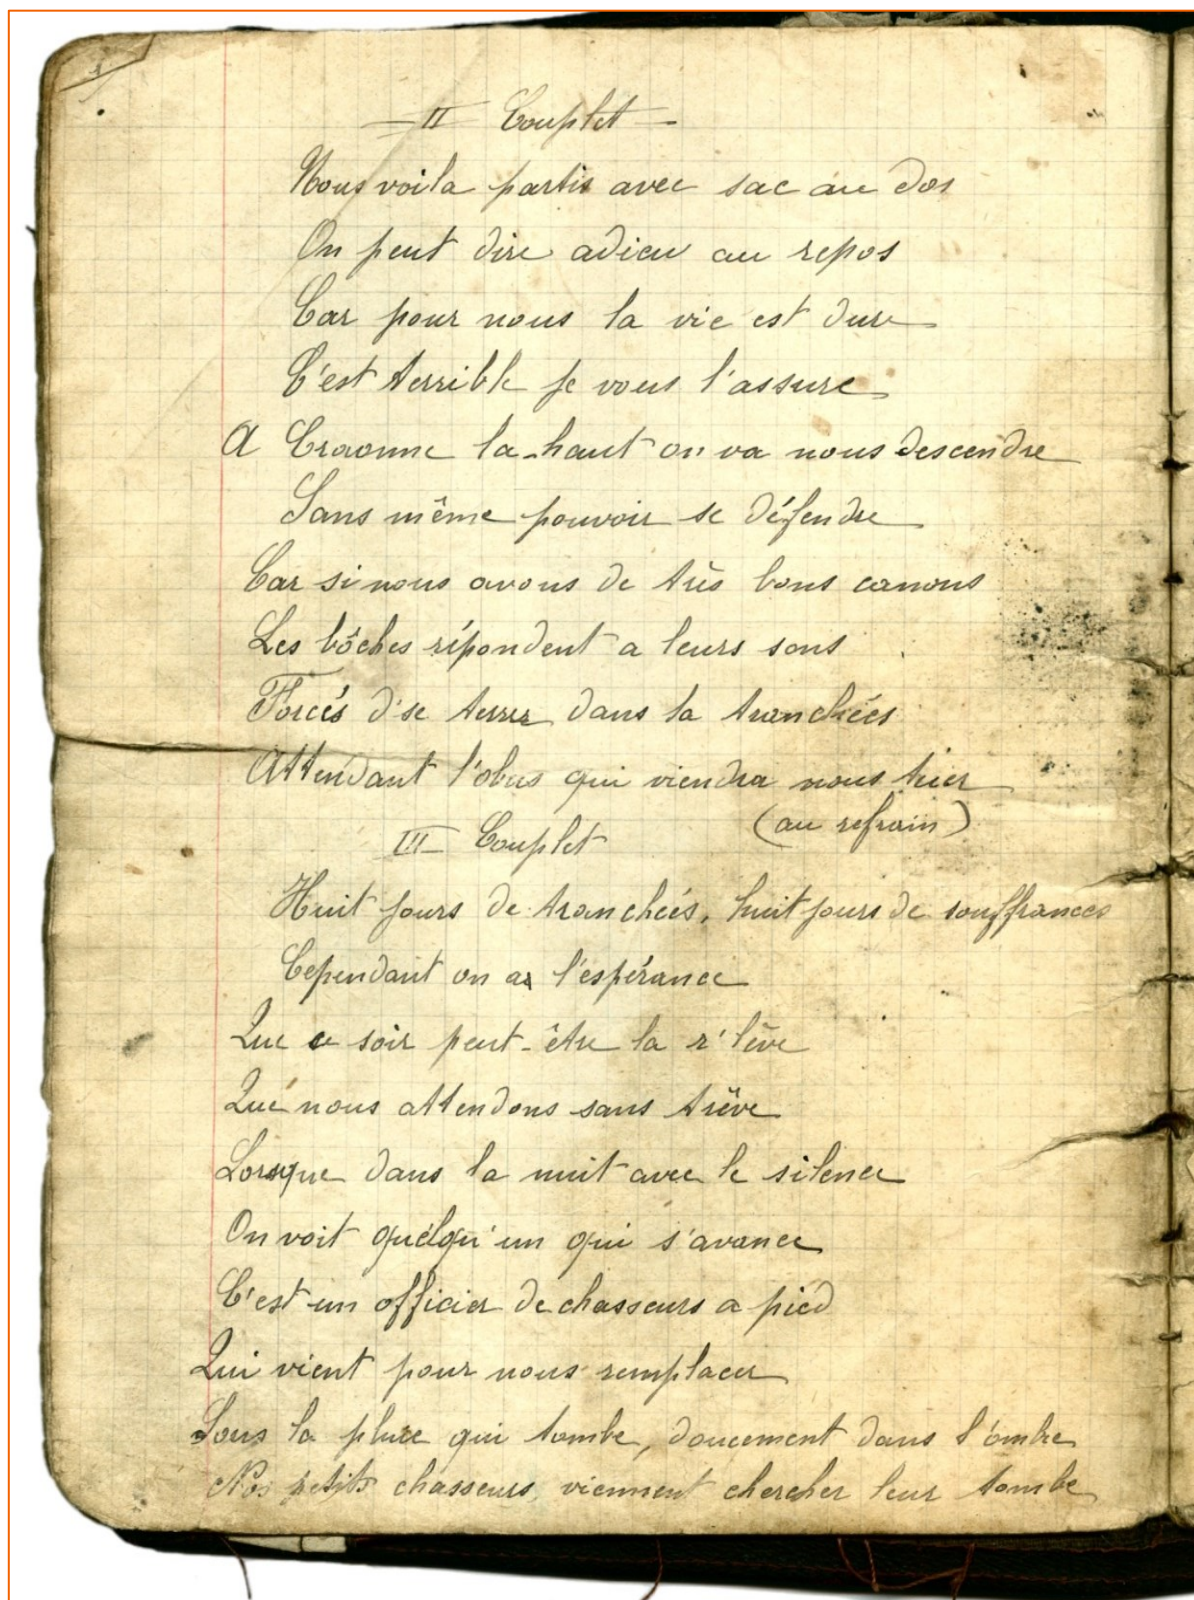 II Couplet
Nous voila partis avec sac au dos
On peut dire adieu au repos
Car pour nous la vie est dure
C'est terrible je vous l'assure
A Craonne la-haut on va nous descendre
Sans même pouvoir se défendre
Car si nous avons de très bons canons
Les bôches répondent a leurs sons
Forcés d'se terrer dans la tranchées
Attendant l'obus qui viendra nous tuer
(au refrain)
III Couplet
Huit jours de tranchées, huit jours de souffrances
Cependant on a l'espérance
Que ce soir peut-être la r'lève
Que nous attendons sans trève
Lorsque dans la nuit avec le silence
On voit quelqu'un qui s'avance
C'est un officier de chasseurs a pied
Qui vient pour nous remplacer
Sous la pluie qui tombe, doucement dans l'ombre
Nos petits chasseurs viennent chercher leur tombe